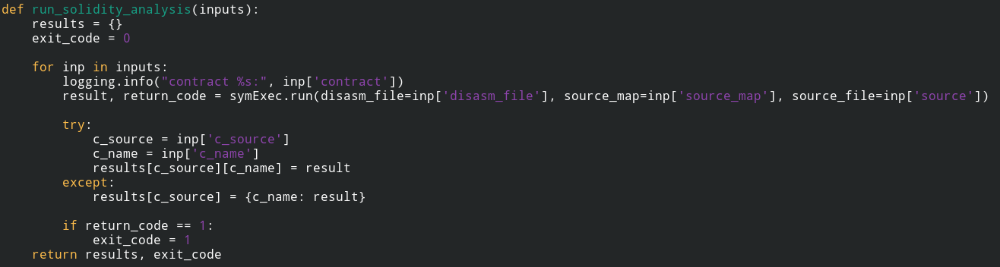 def run_solidity_analysis(inputs):
    results = {}
    exit_code = 0

    for inp in inputs:
        logging.info("contract %s:", inp['contract'])
        result, return_code = symExec.run(disasm_file=inp['disasm_file'], source_map=inp['source_map'], source_file=inp['source'])

        try:
            c_source = inp['c_source']
            c_name = inp['c_name']
            results[c_source][c_name] = result
        except:
            results[c_source] = {c_name: result}

        if return_code == 1:
            exit_code = 1
    return results, exit_code